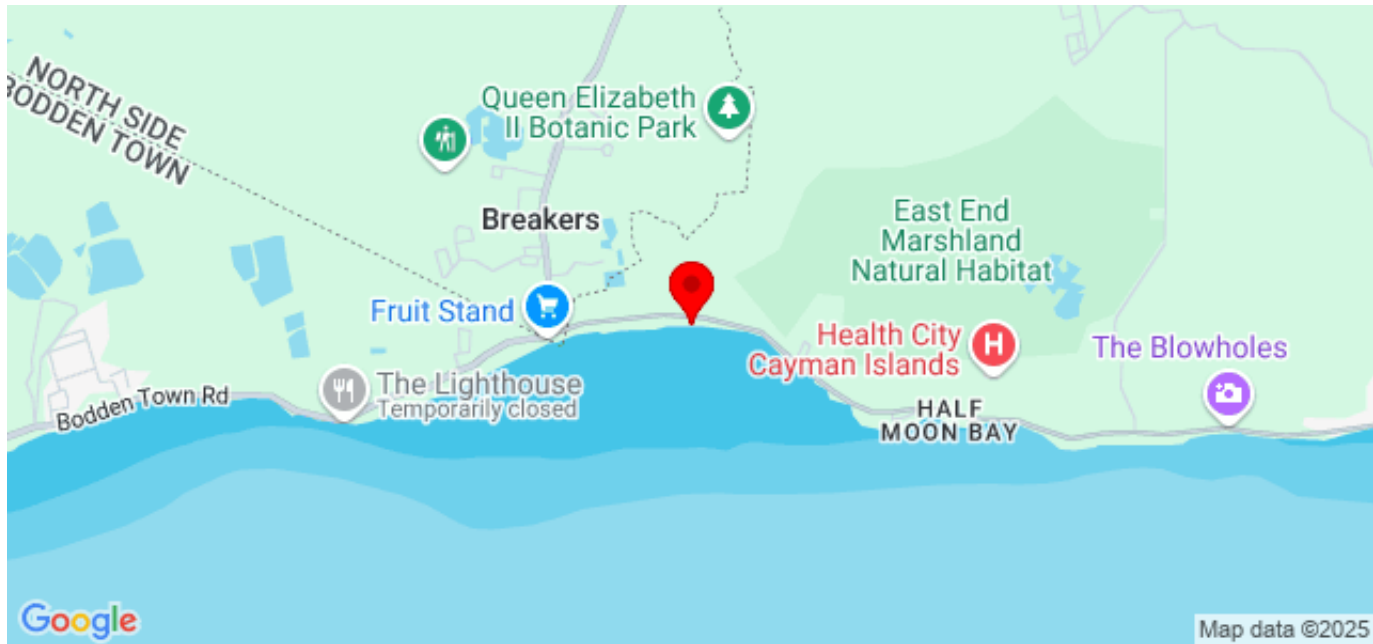 NORTH SIDE
BODDEN TOWN
Queen Elizabeth
II Botanic Park
Breakers
East End
Marshland
Natural Habitat
Fruit Stand
Health City
Cayman Islands
H
The Blowholes
The Lighthouse
Temporarily closed
Bodden Town Rd
HALF
MOON BAY
Google
Map data ©2025